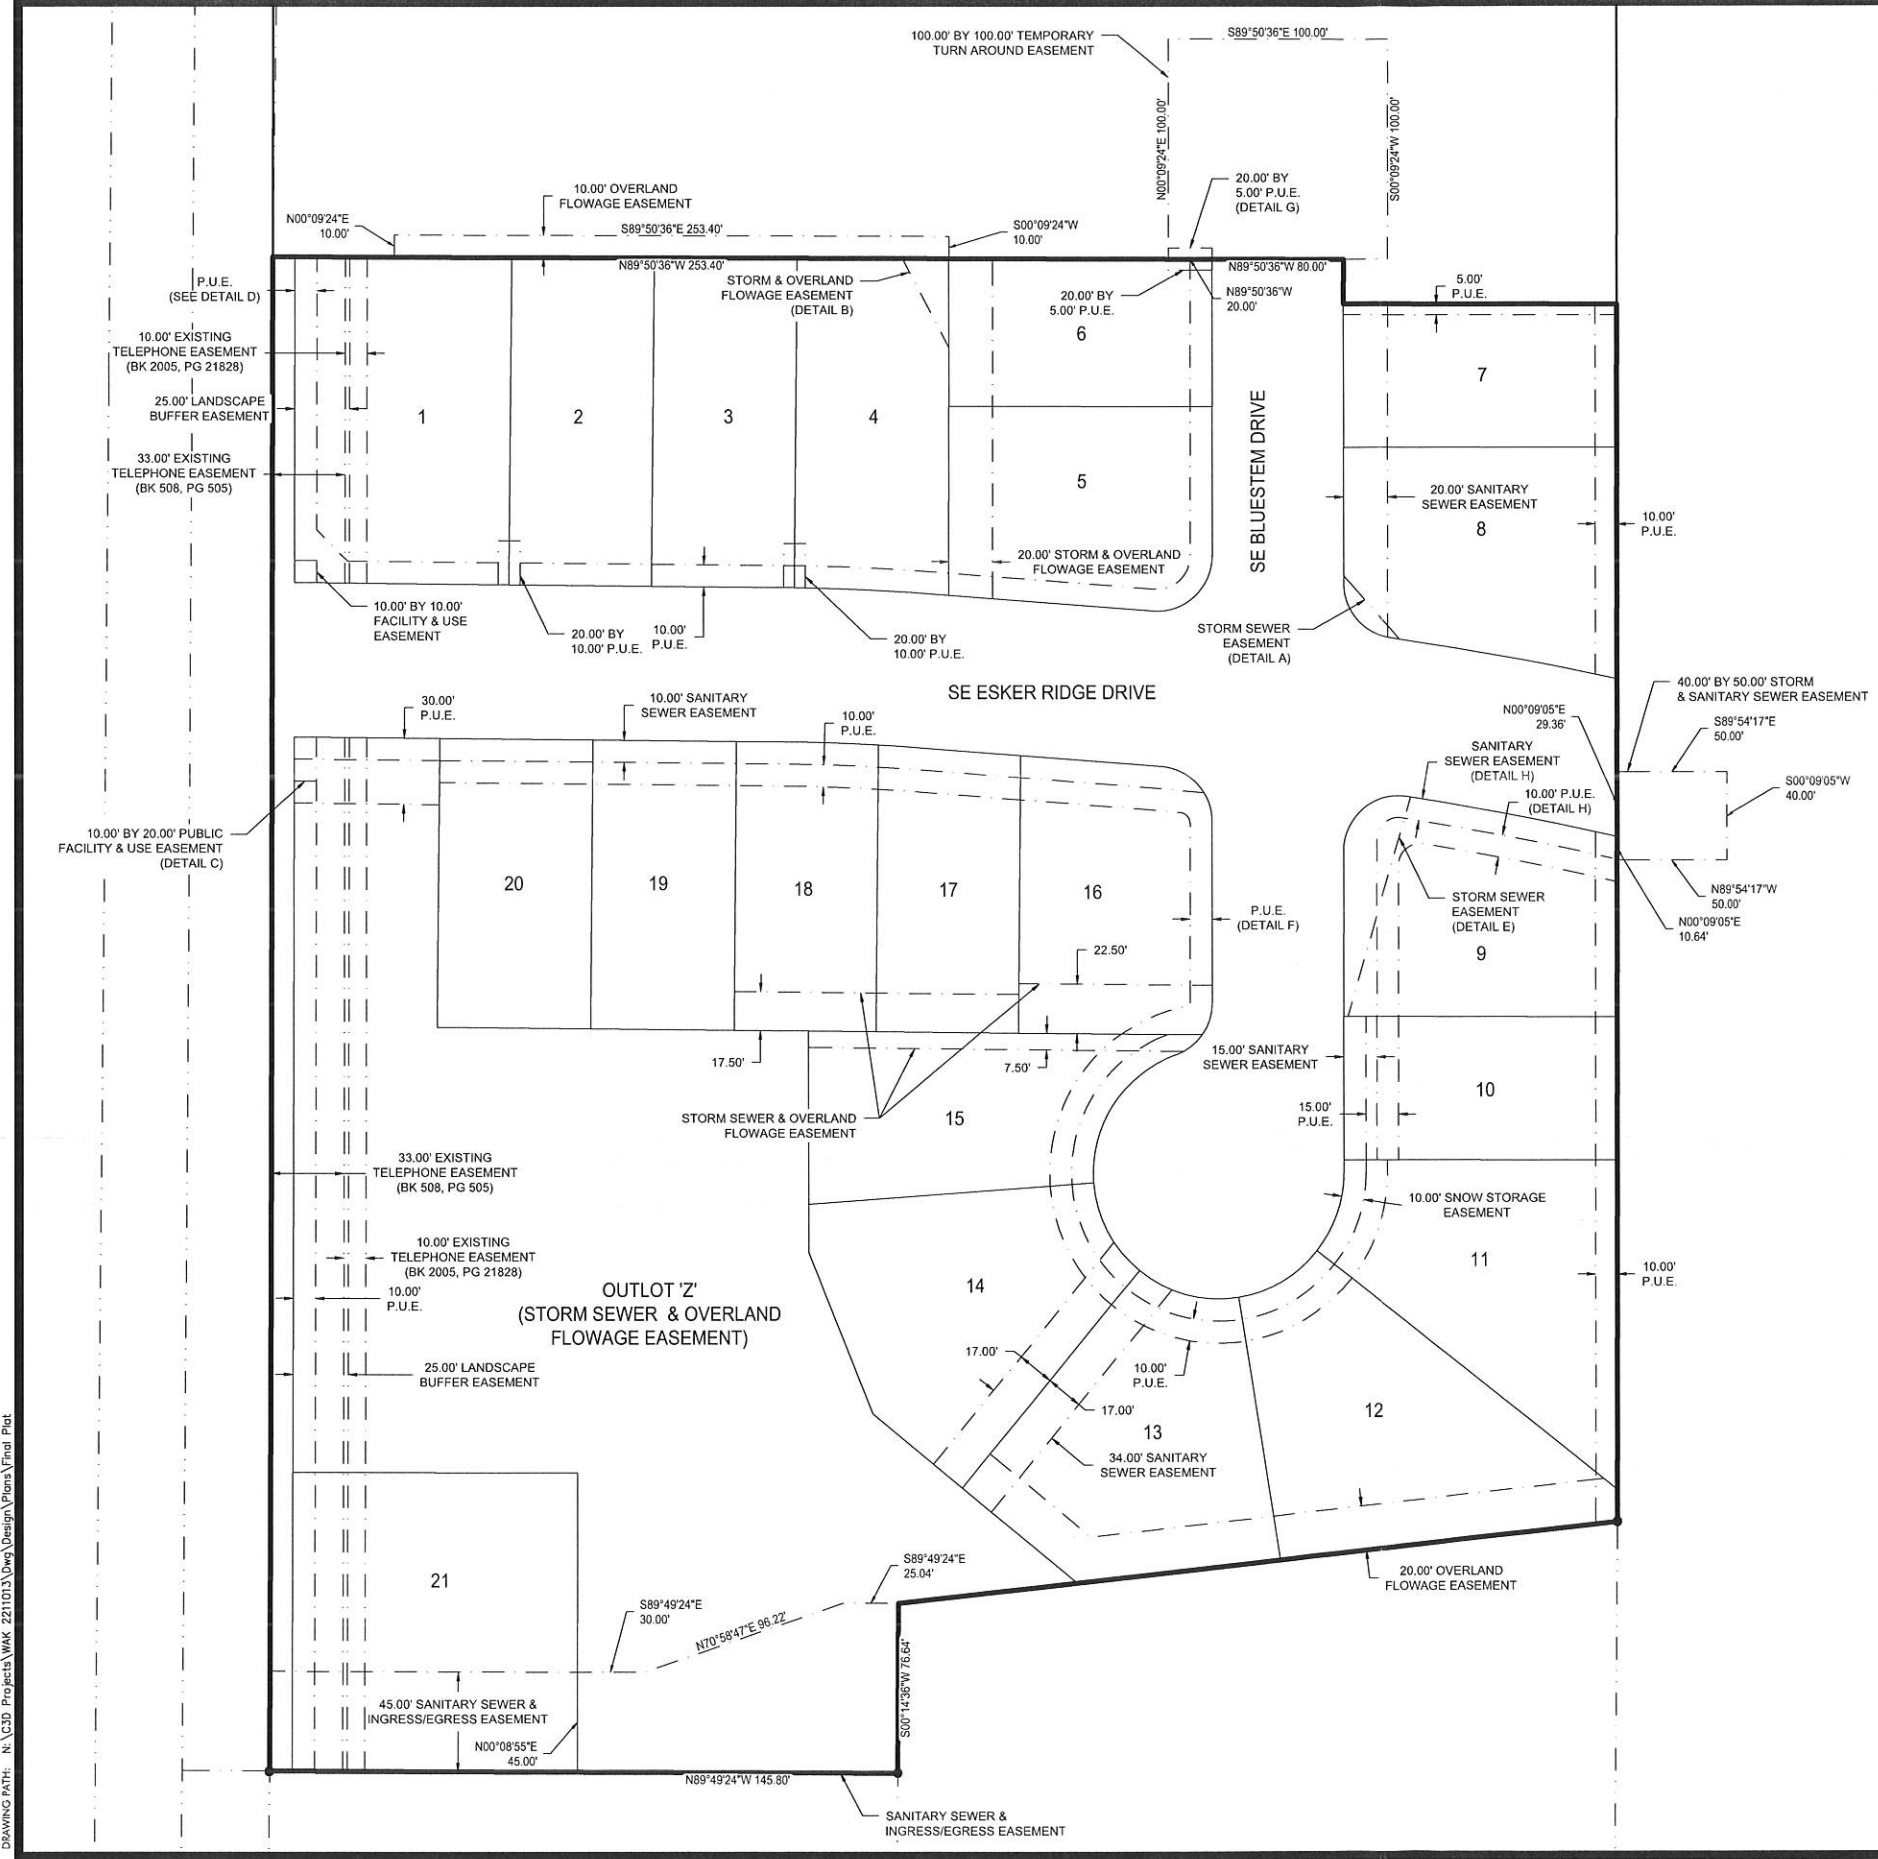 100.00' BY 100.00' TEMPORARY
TURN AROUND EASEMENT
S89°50'36"E 100.00'
N00°09'24"E 100.00'
S00°09'24"W 100.00'
20.00' BY
5.00' P.U.E.
(DETAIL G)
10.00' OVERLAND
FLOWAGE EASEMENT
N00°09'24"E
10.00'
S89°50'36"E 253.40'
S00°09'24"W
10.00'
N89°50'36"W 253.40'
N89°50'36"W 80.00'
P.U.E.
(SEE DETAIL D)
STORM & OVERLAND
FLOWAGE EASEMENT
(DETAIL B)
20.00' BY
5.00' P.U.E.
N89°50'36"W
20.00'
5.00'
P.U.E.
10.00' EXISTING
TELEPHONE EASEMENT
(BK 2005, PG 21828)
25.00' LANDSCAPE
BUFFER EASEMENT
33.00' EXISTING
TELEPHONE EASEMENT
(BK 508, PG 505)
1
2
3
4
6
5
7
8
SE BLUESTEM DRIVE
20.00' SANITARY
SEWER EASEMENT
10.00'
P.U.E.
20.00' STORM & OVERLAND
FLOWAGE EASEMENT
10.00' BY 10.00'
FACILITY & USE
EASEMENT
20.00' BY
10.00' P.U.E.
10.00'
P.U.E.
20.00' BY
10.00' P.U.E.
STORM SEWER
EASEMENT
(DETAIL A)
SE ESKER RIDGE DRIVE
40.00' BY 50.00' STORM
& SANITARY SEWER EASEMENT
30.00'
P.U.E.
10.00' SANITARY
SEWER EASEMENT
10.00'
P.U.E.
N00°09'05"E
29.36'
S89°54'17"E
50.00'
SANITARY
SEWER EASEMENT
(DETAIL H)
10.00' P.U.E.
(DETAIL H)
S00°09'05"W
40.00'
10.00' BY 20.00' PUBLIC
FACILITY & USE EASEMENT
(DETAIL C)
20
19
18
17
16
P.U.E.
(DETAIL F)
STORM SEWER
EASEMENT
(DETAIL E)
N89°54'17"W
50.00'
N00°09'05"E
10.64'
9
22.50'
17.50'
7.50'
15.00' SANITARY
SEWER EASEMENT
10
15.00'
P.U.E.
STORM SEWER & OVERLAND
FLOWAGE EASEMENT
15
33.00' EXISTING
TELEPHONE EASEMENT
(BK 508, PG 505)
10.00' SNOW STORAGE
EASEMENT
10.00' EXISTING
TELEPHONE EASEMENT
(BK 2005, PG 21828)
10.00'
P.U.E.
11
10.00'
P.U.E.
OUTLOT 'Z'
(STORM SEWER & OVERLAND
FLOWAGE EASEMENT)
14
25.00' LANDSCAPE
BUFFER EASEMENT
17.00'
10.00'
P.U.E.
17.00'
13
12
34.00' SANITARY
SEWER EASEMENT
21
S89°49'24"E
25.04'
20.00' OVERLAND
FLOWAGE EASEMENT
S89°49'24"E
30.00'
N70°58'47"E 96.22'
S00°14'36"W 76.64'
45.00' SANITARY SEWER &
INGRESS/EGRESS EASEMENT
N00°08'55"E
45.00'
N89°49'24"W 145.80'
SANITARY SEWER &
INGRESS/EGRESS EASEMENT
DRAWING PATH: N:\C3D Projects\WAK 2211013\Dwg\Design\Plans\Final Plat